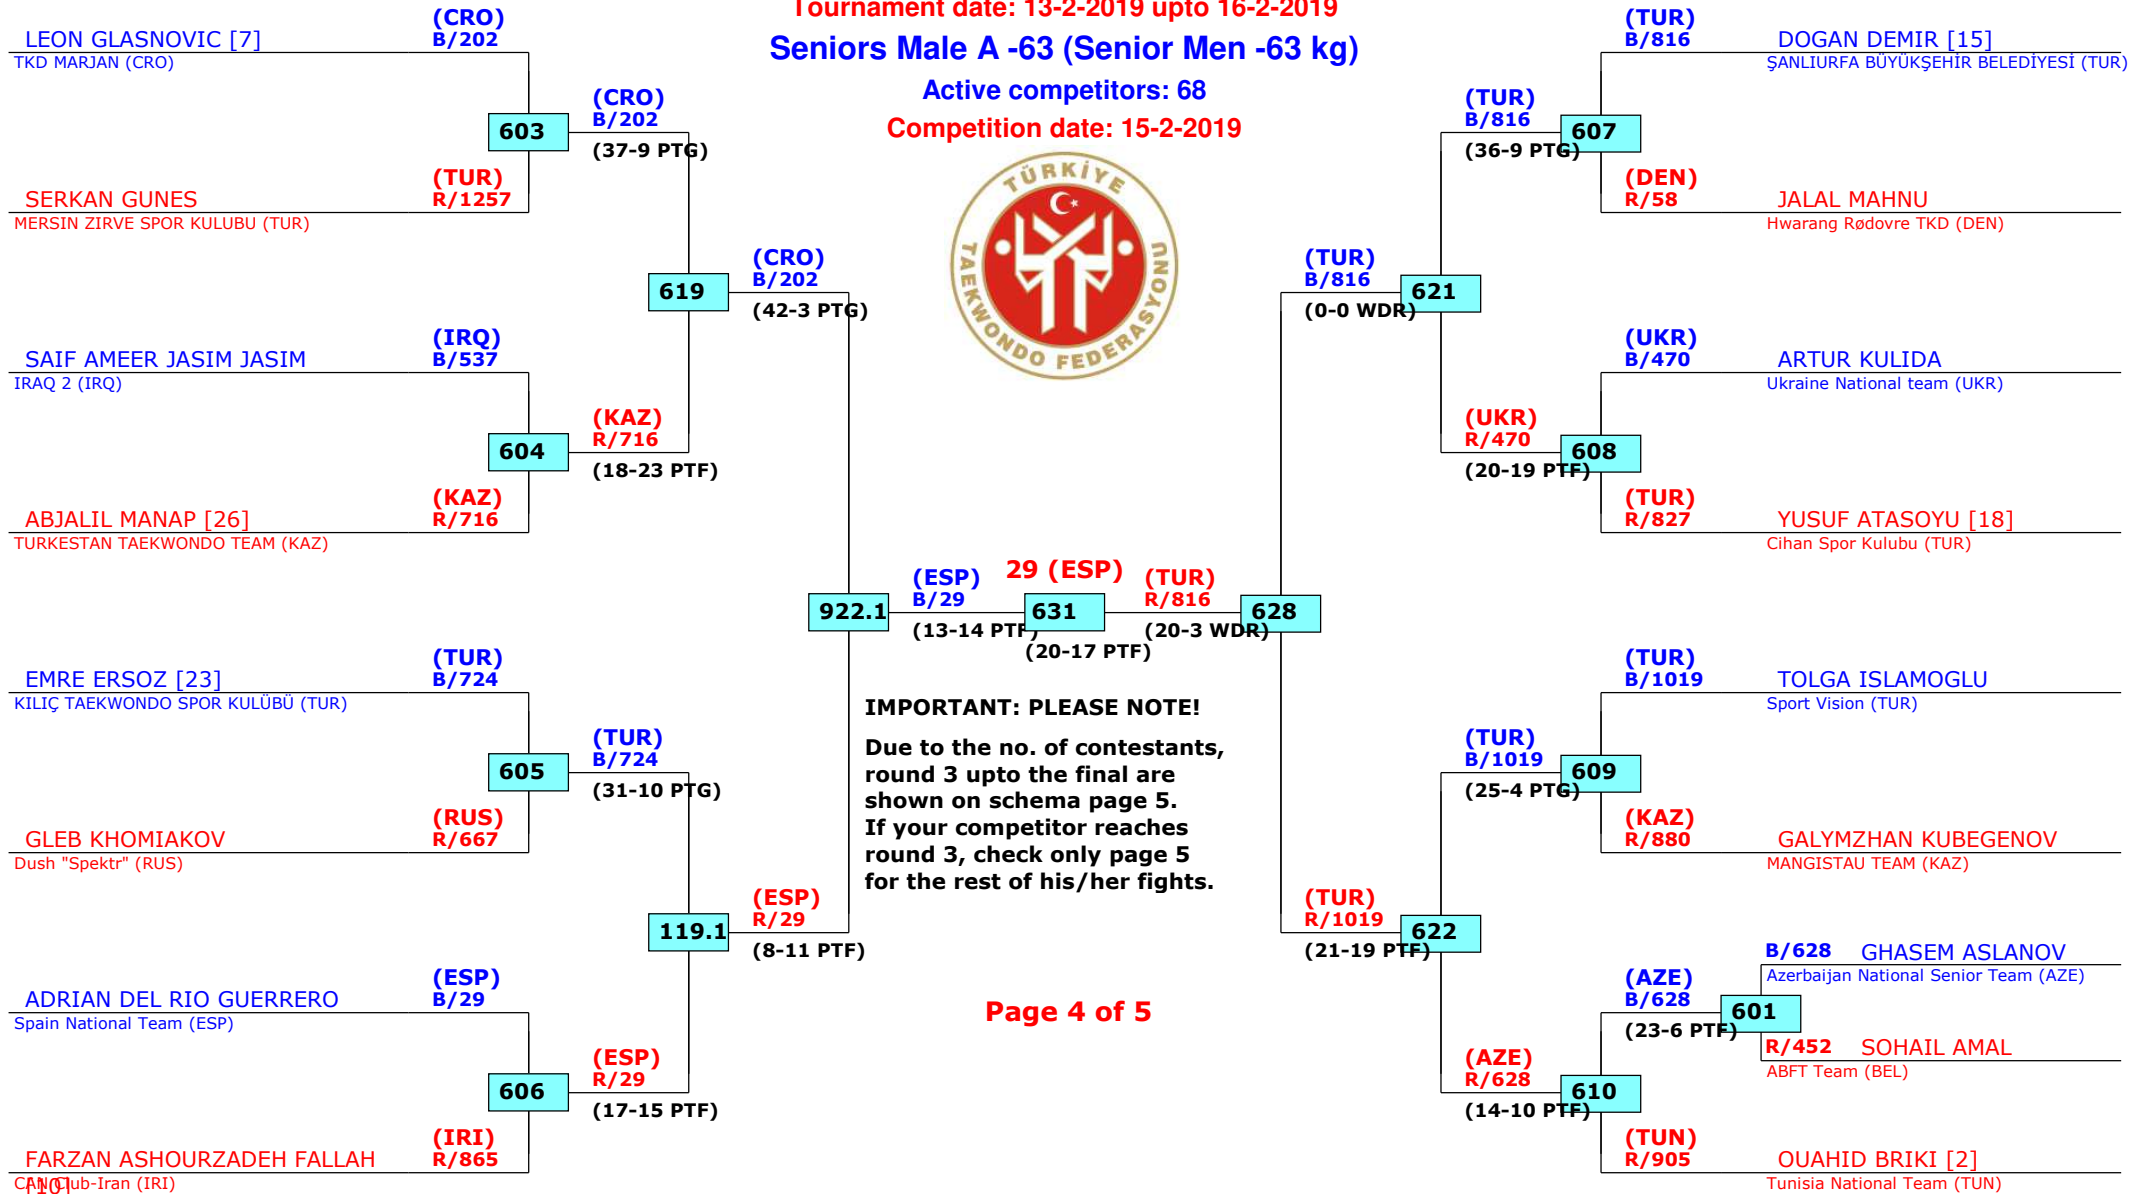 Tournament date: 13-2-2019 upto 16-2-2019
Seniors Male A -63 (Senior Men -63 kg)
Active competitors: 68
Competition date: 15-2-2019
TÜRKİYE
TAEKWONDO FEDERASYONU
LEON GLASNOVIC [7]
(CRO)
B/202
TKD MARJAN (CRO)
603
(CRO)
B/202
(37-9 PTG)
SERKAN GUNES
(TUR)
R/1257
MERSIN ZIRVE SPOR KULUBU (TUR)
619
(CRO)
B/202
(42-3 PTG)
SAIF AMEER JASIM JASIM
(IRQ)
B/537
IRAQ 2 (IRQ)
604
(KAZ)
R/716
(18-23 PTF)
ABJALIL MANAP [26]
(KAZ)
R/716
TURKESTAN TAEKWONDO TEAM (KAZ)
922.1
(ESP)
B/29
(13-14 PTF)
29 (ESP)
631
(20-17 PTF)
(TUR)
R/816
(20-3 WDR)
628
EMRE ERSOZ [23]
(TUR)
B/724
KILIÇ TAEKWONDO SPOR KULÜBÜ (TUR)
605
(TUR)
B/724
(31-10 PTG)
GLEB KHOMIAKOV
(RUS)
R/667
Dush "Spektr" (RUS)
119.1
(ESP)
R/29
(8-11 PTF)
ADRIAN DEL RIO GUERRERO
(ESP)
B/29
Spain National Team (ESP)
606
(ESP)
R/29
(17-15 PTF)
FARZAN ASHOURZADEH FALLAH
[10]
(IRI)
R/865
CAN Club-Iran (IRI)
IMPORTANT: PLEASE NOTE!
Due to the no. of contestants,
round 3 upto the final are
shown on schema page 5.
If your competitor reaches
round 3, check only page 5
for the rest of his/her fights.
Page 4 of 5
(TUR)
B/816
DOGAN DEMIR [15]
ŞANLIURFA BÜYÜKŞEHİR BELEDİYESİ (TUR)
(TUR)
B/816
(36-9 PTG)
607
(DEN)
R/58
JALAL MAHNU
Hwarang Rødovre TKD (DEN)
(TUR)
B/816
(0-0 WDR)
621
(UKR)
B/470
ARTUR KULIDA
Ukraine National team (UKR)
(UKR)
R/470
(20-19 PTF)
608
(TUR)
R/827
YUSUF ATASOYU [18]
Cihan Spor Kulubu (TUR)
(TUR)
B/1019
TOLGA ISLAMOGLU
Sport Vision (TUR)
(TUR)
B/1019
(25-4 PTG)
609
(KAZ)
R/880
GALYMZHAN KUBEGENOV
MANGISTAU TEAM (KAZ)
(TUR)
R/1019
(21-19 PTF)
622
B/628 GHASEM ASLANOV
Azerbaijan National Senior Team (AZE)
(AZE)
B/628
(23-6 PTF)
601
R/452 SOHAIL AMAL
ABFT Team (BEL)
(AZE)
R/628
(14-10 PTF)
610
(TUN)
R/905
OUAHID BRIKI [2]
Tunisia National Team (TUN)